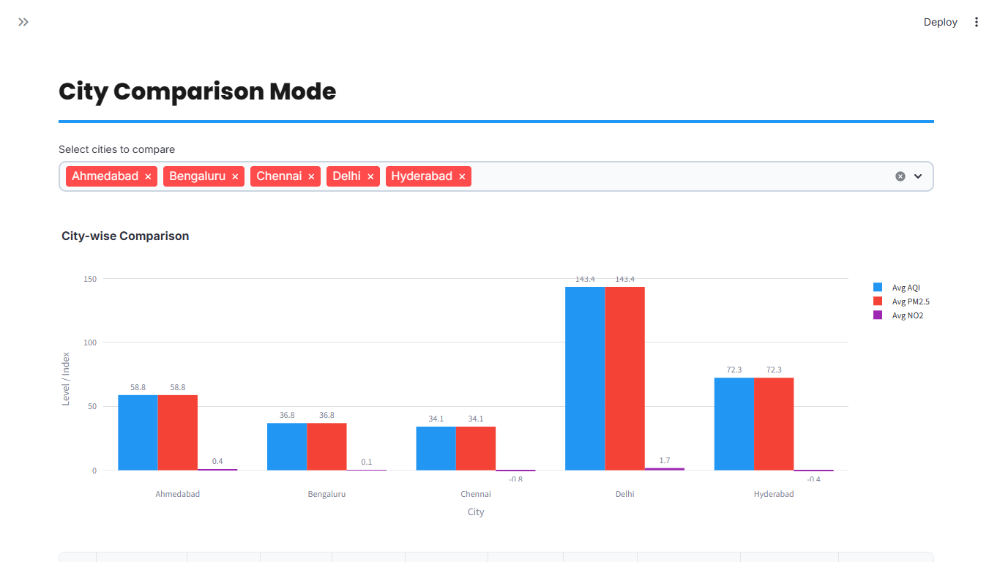 Deploy
City Comparison Mode
Select cities to compare
Ahmedabad × Bengaluru × Chennai × Delhi × Hyderabad ×
City-wise Comparison
150
100
50
0
Level / Index
58.8 58.8 0.4
36.8 36.8 0.1
34.1 34.1 -0.8
143.4 143.4 1.7
72.3 72.3 -0.4
Ahmedabad Bengaluru Chennai Delhi Hyderabad
City
Avg AQI
Avg PM2.5
Avg NO2